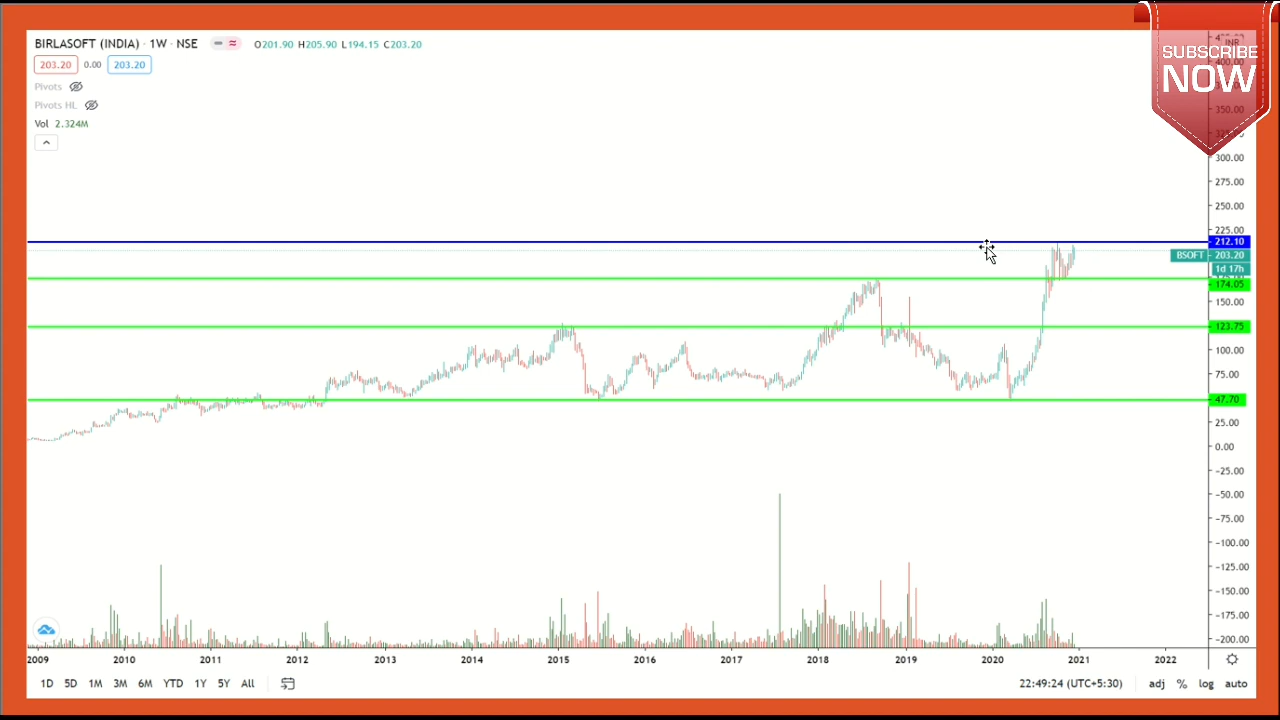 BIRLASOFT (INDIA) · 1W · NSE O201.90 H205.90 L194.15 C203.20
203.20 0.00 203.20
Pivots
Pivots HL
Vol 2.324M
SUBSCRIBE
NOW
INR
400.00
300.00
275.00
250.00
225.00
212.10
BSOFT 203.20
1d 17h
174.05
150.00
123.75
100.00
75.00
47.70
25.00
0.00
−25.00
−50.00
−75.00
−100.00
−125.00
−150.00
−175.00
−200.00
2009 2010 2011 2012 2013 2014 2015 2016 2017 2018 2019 2020 2021 2022
1D 5D 1M 3M 6M YTD 1Y 5Y All 22:49:24 (UTC+5:30) adj % log auto